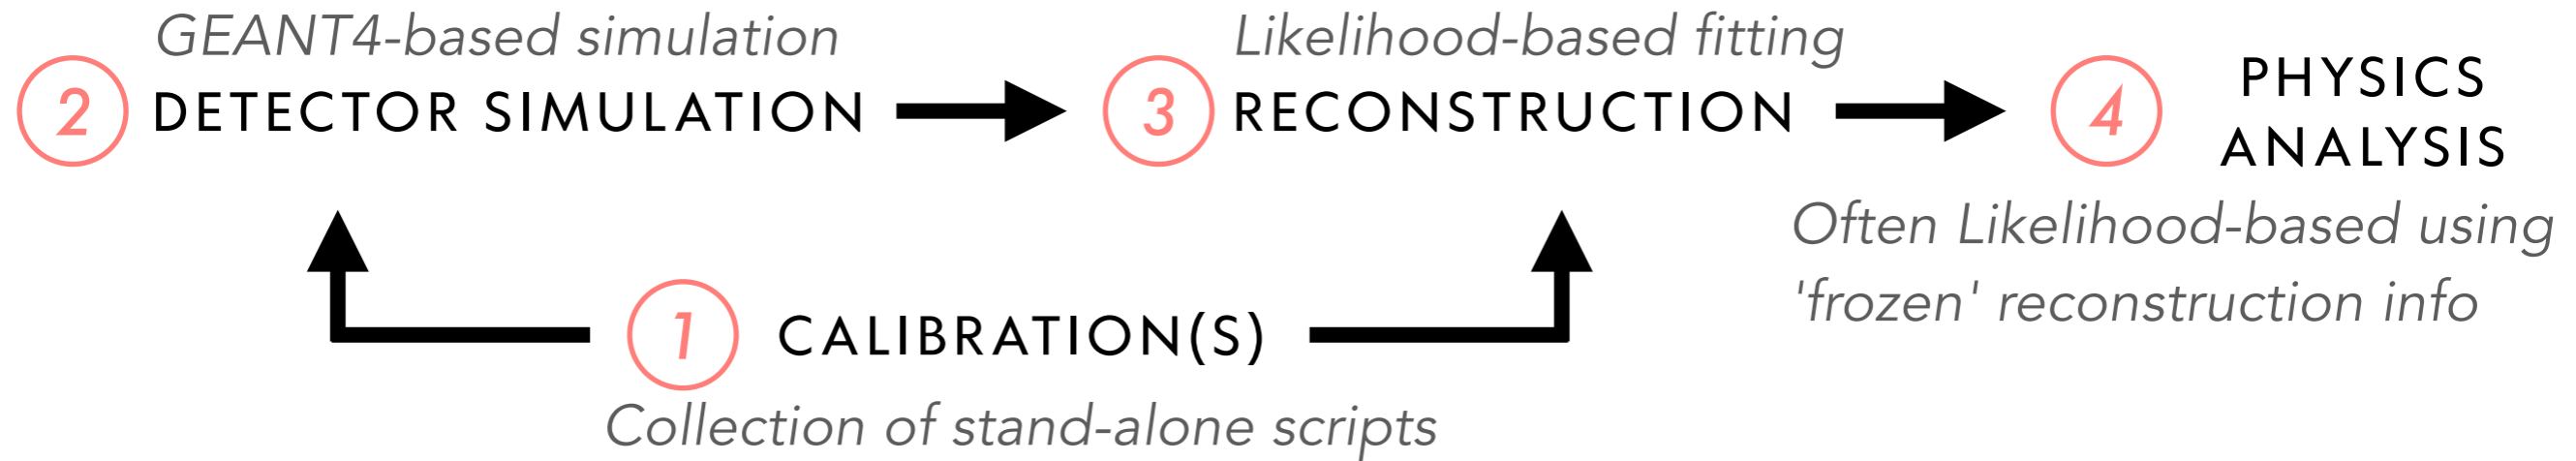 GEANT4-based simulation
2 DETECTOR SIMULATION
Likelihood-based fitting
3 RECONSTRUCTION
4 PHYSICS
ANALYSIS
Often Likelihood-based using
'frozen' reconstruction info
1 CALIBRATION(S)
Collection of stand-alone scripts